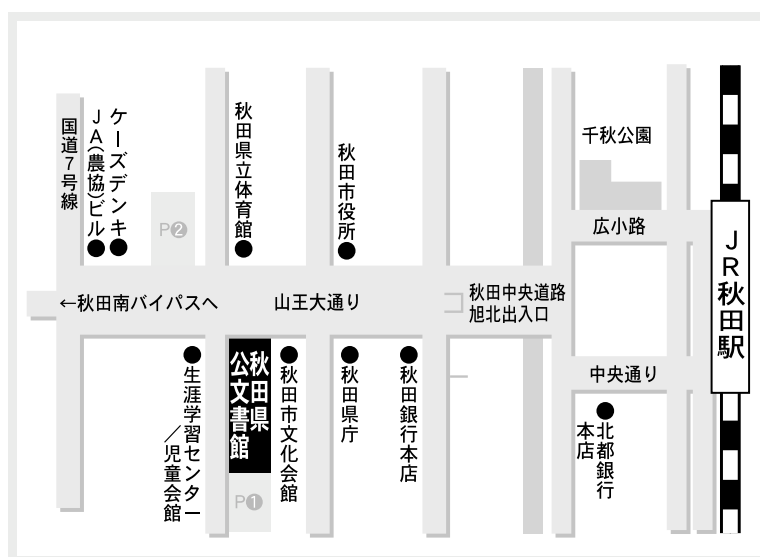 国道7号線
JA(農協)ビル
ケーズデンキ
P❷
秋田県立体育館
秋田市役所
千秋公園
広小路
JR秋田駅
←秋田南バイパスへ
山王大通り
秋田中央道路
旭北出入口
中央通り
生涯学習センター
／児童会館
秋田県
公文書館
P❶
秋田市文化会館
秋田県庁
秋田銀行本店
北都銀行
本店